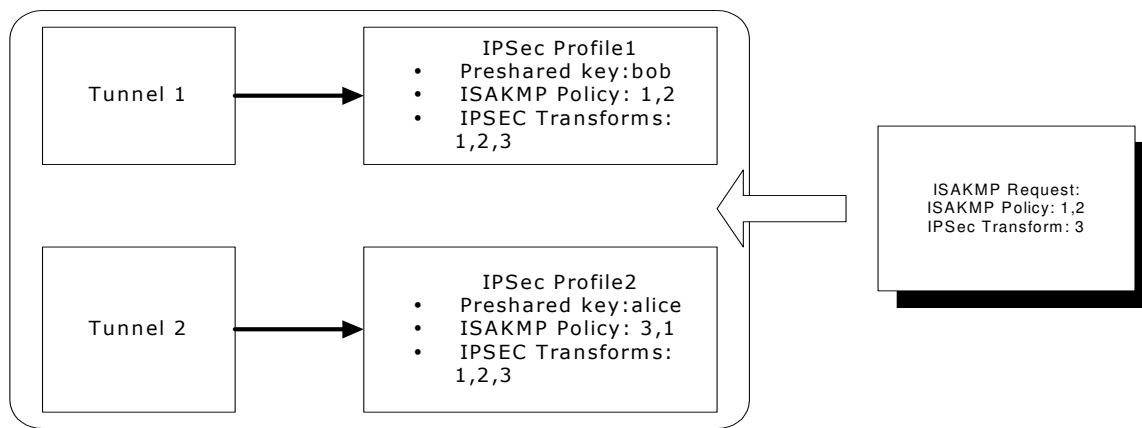 Tunnel 1
IPSec Profile1
• Preshared key:bob
• ISAKMP Policy: 1,2
• IPSEC Transforms:
1,2,3
ISAKMP Request:
ISAKMP Policy: 1,2
IPSec Transform: 3
Tunnel 2
IPSec Profile2
• Preshared key:alice
• ISAKMP Policy: 3,1
• IPSEC Transforms:
1,2,3